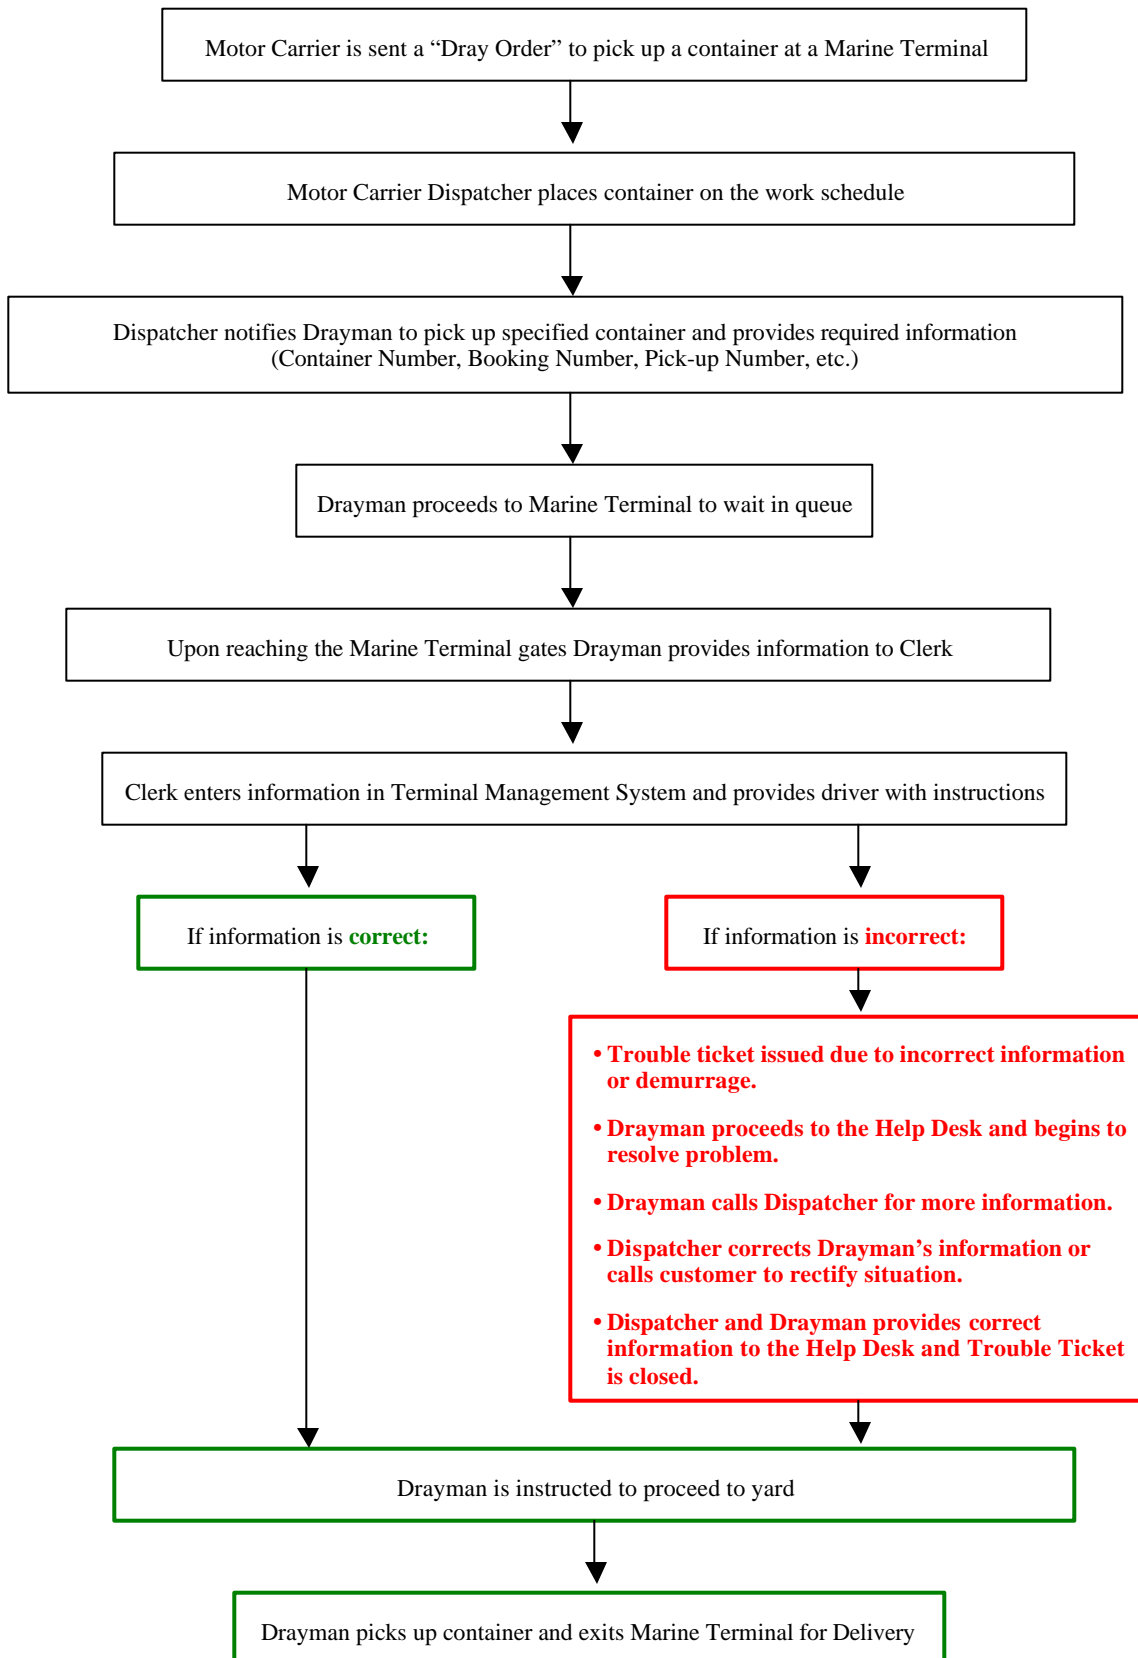 Motor Carrier is sent a “Dray Order” to pick up a container at a Marine Terminal
Motor Carrier Dispatcher places container on the work schedule
Dispatcher notifies Drayman to pick up specified container and provides required information
(Container Number, Booking Number, Pick-up Number, etc.)
Drayman proceeds to Marine Terminal to wait in queue
Upon reaching the Marine Terminal gates Drayman provides information to Clerk
Clerk enters information in Terminal Management System and provides driver with instructions
If information is correct:
If information is incorrect:
• Trouble ticket issued due to incorrect information
or demurrage.
• Drayman proceeds to the Help Desk and begins to
resolve problem.
• Drayman calls Dispatcher for more information.
• Dispatcher corrects Drayman’s information or
calls customer to rectify situation.
• Dispatcher and Drayman provides correct
information to the Help Desk and Trouble Ticket
is closed.
Drayman is instructed to proceed to yard
Drayman picks up container and exits Marine Terminal for Delivery